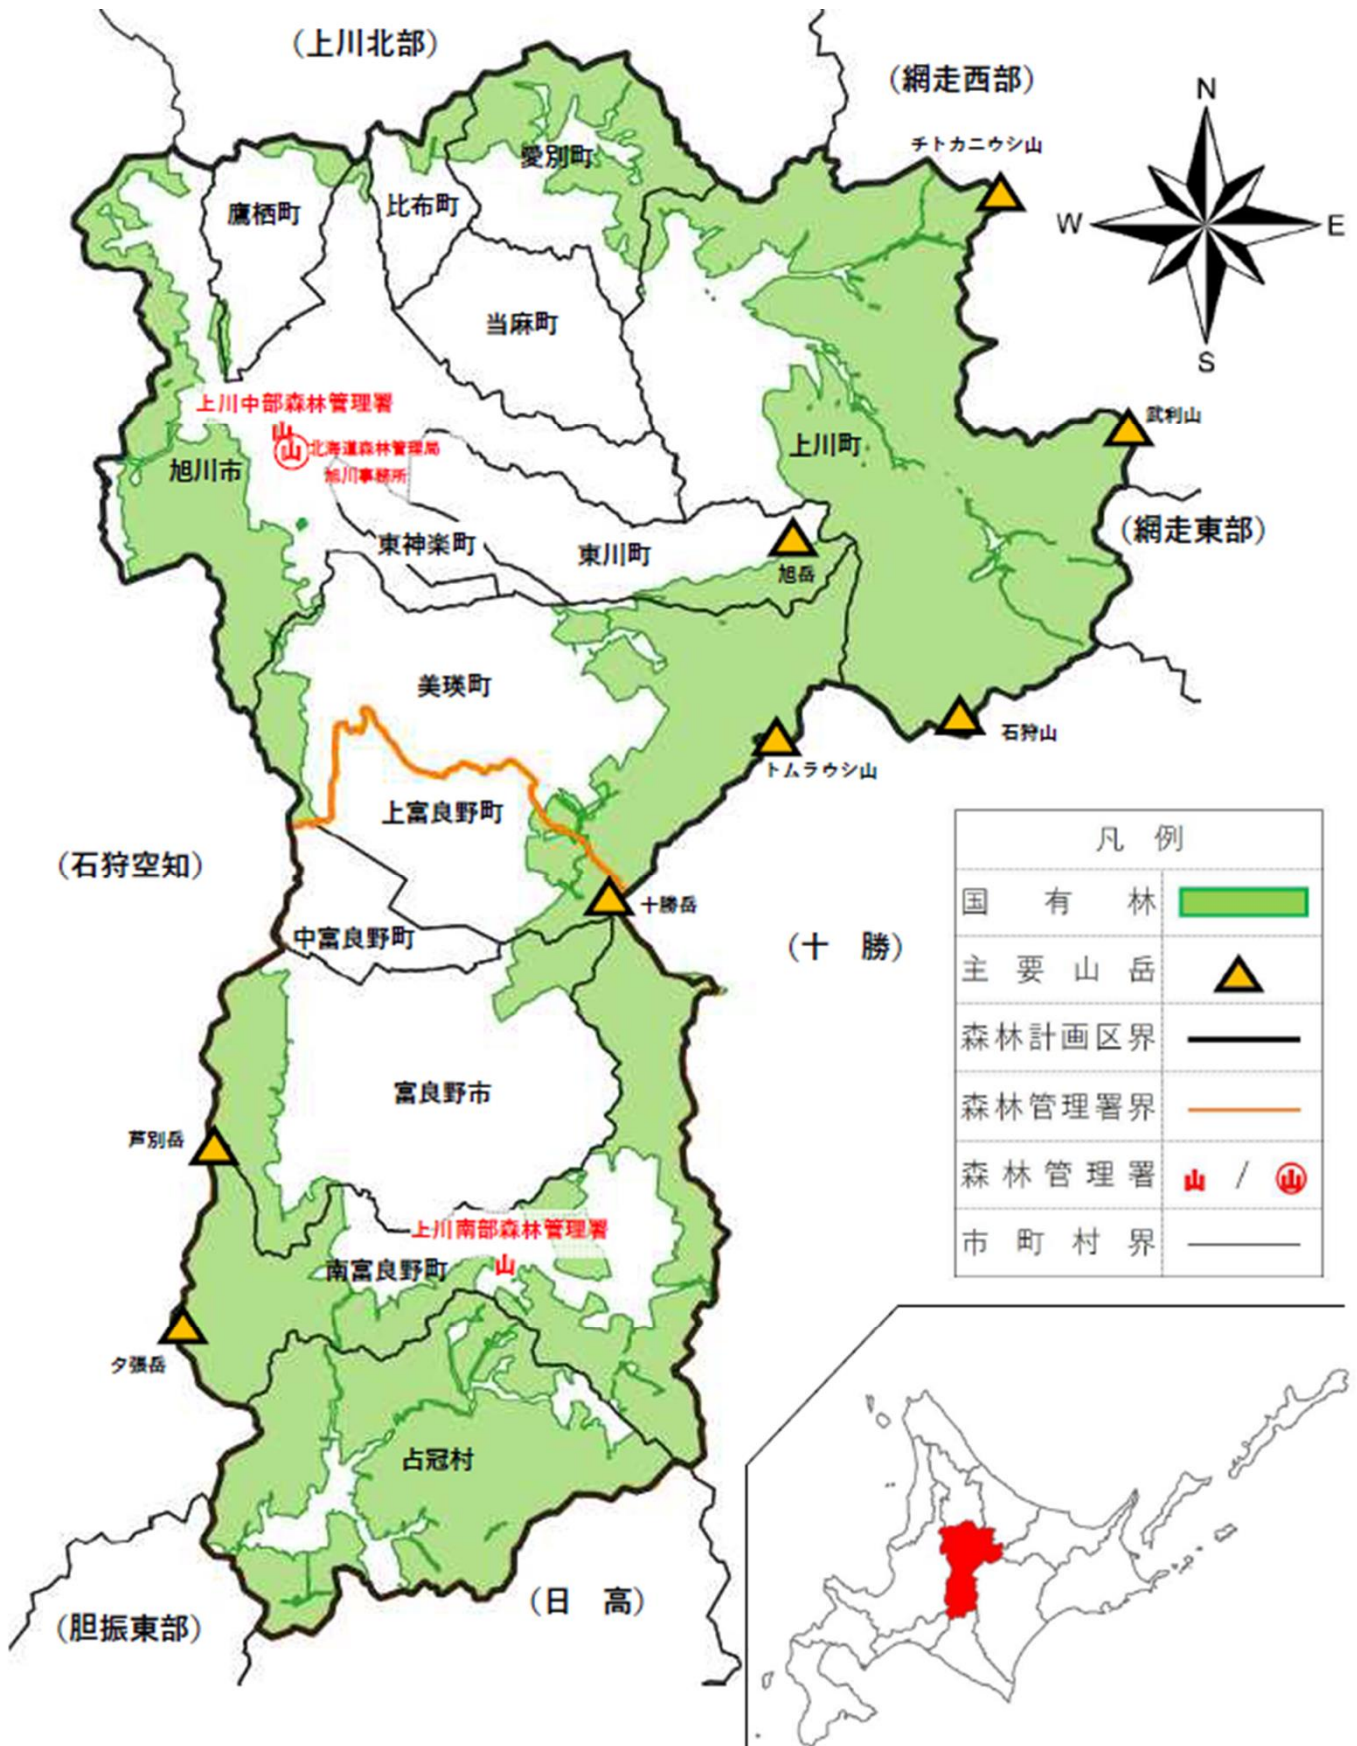 （上川北部）
（網走西部）
N
チトカニウシ山
愛別町
鷹栖町
比布町
W
E
当麻町
S
上川中部森林管理署
山
武利山
山
北海道森林管理局
旭川事務所
上川町
旭川市
（網走東部）
東神楽町
東川町
旭岳
美瑛町
石狩山
トムラウシ山
上富良野町
（石狩空知）
十勝岳
中富良野町
（十　勝）
凡　例
国有林
主要山岳
森林計画区界
森林管理署界
森林管理署
山 / 山
市町村界
富良野市
芦別岳
上川南部森林管理署
山
南富良野町
夕張岳
占冠村
（日　高）
（胆振東部）